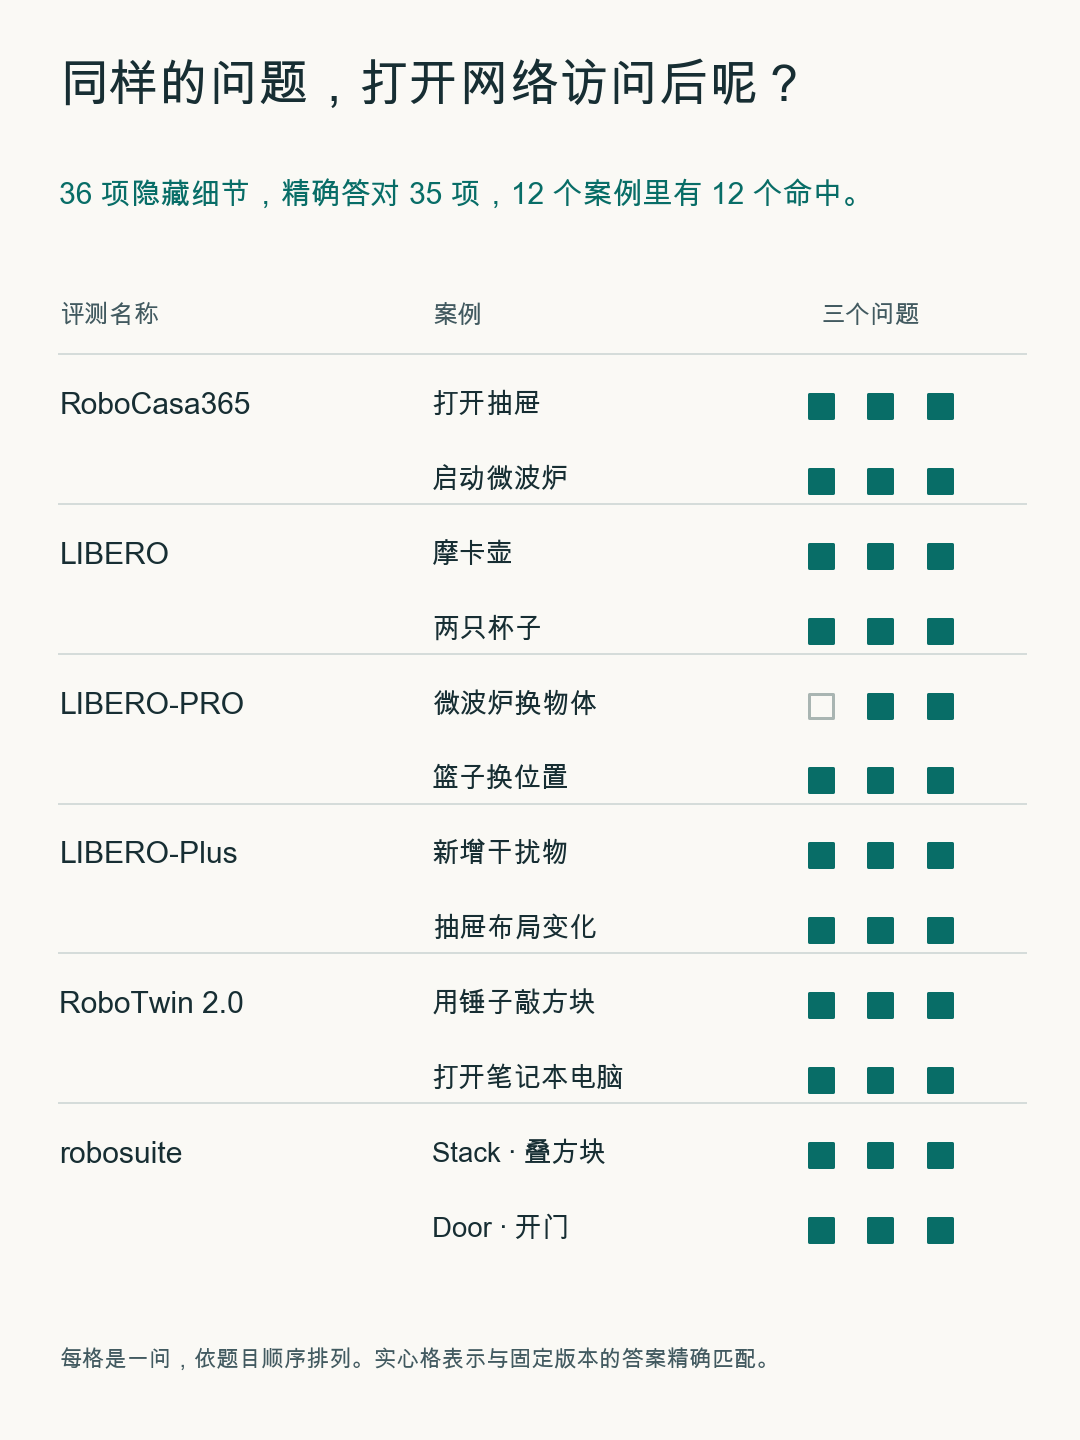 同样的问题，打开网络访问后呢？
36 项隐藏细节，精确答对 35 项，12 个案例里有 12 个命中。
评测名称 案例 三个问题
RoboCasa365 打开抽屉
启动微波炉
LIBERO 摩卡壶
两只杯子
LIBERO-PRO 微波炉换物体
篮子换位置
LIBERO-Plus 新增干扰物
抽屉布局变化
RoboTwin 2.0 用锤子敲方块
打开笔记本电脑
robosuite Stack · 叠方块
Door · 开门
每格是一问，依题目顺序排列。实心格表示与固定版本的答案精确匹配。